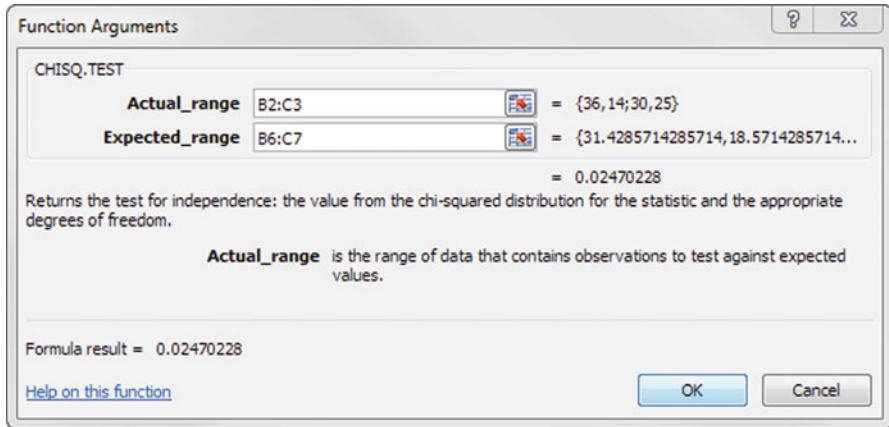 Function Arguments
CHISQ.TEST
Actual_range B2:C3 = {36,14;30,25}
Expected_range B6:C7 = {31.4285714285714,18.5714285714...
= 0.02470228
Returns the test for independence: the value from the chi-squared distribution for the statistic and the appropriate
degrees of freedom.
Actual_range is the range of data that contains observations to test against expected
values.
Formula result = 0.02470228
Help on this function
OK
Cancel